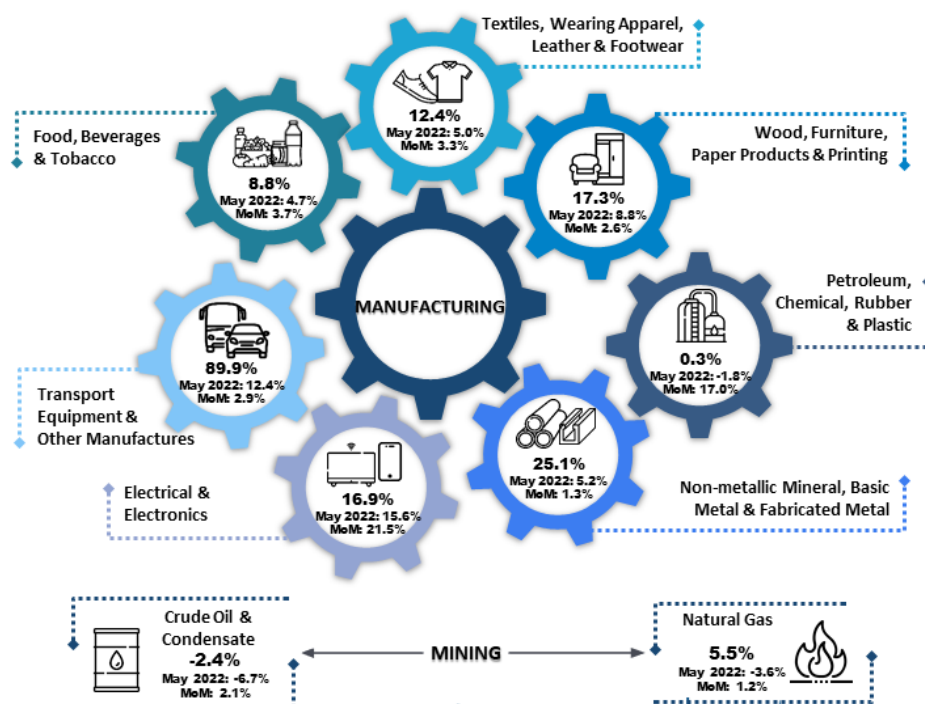 Textiles, Wearing Apparel,
Leather & Footwear
12.4%
May 2022: 5.0%
MoM: 3.3%
Food, Beverages
& Tobacco
8.8%
May 2022: 4.7%
MoM: 3.7%
Wood, Furniture,
Paper Products & Printing
17.3%
May 2022: 8.8%
MoM: 2.6%
MANUFACTURING
Petroleum,
Chemical, Rubber
& Plastic
0.3%
May 2022: -1.8%
MoM: 17.0%
89.9%
May 2022: 12.4%
MoM: 2.9%
Transport
Equipment &
Other Manufactures
25.1%
May 2022: 5.2%
MoM: 1.3%
Non-metallic Mineral, Basic
Metal & Fabricated Metal
Electrical &
Electronics
16.9%
May 2022: 15.6%
MoM: 21.5%
Crude Oil &
Condensate
-2.4%
May 2022: -6.7%
MoM: 2.1%
MINING
Natural Gas
5.5%
May 2022: -3.6%
MoM: 1.2%